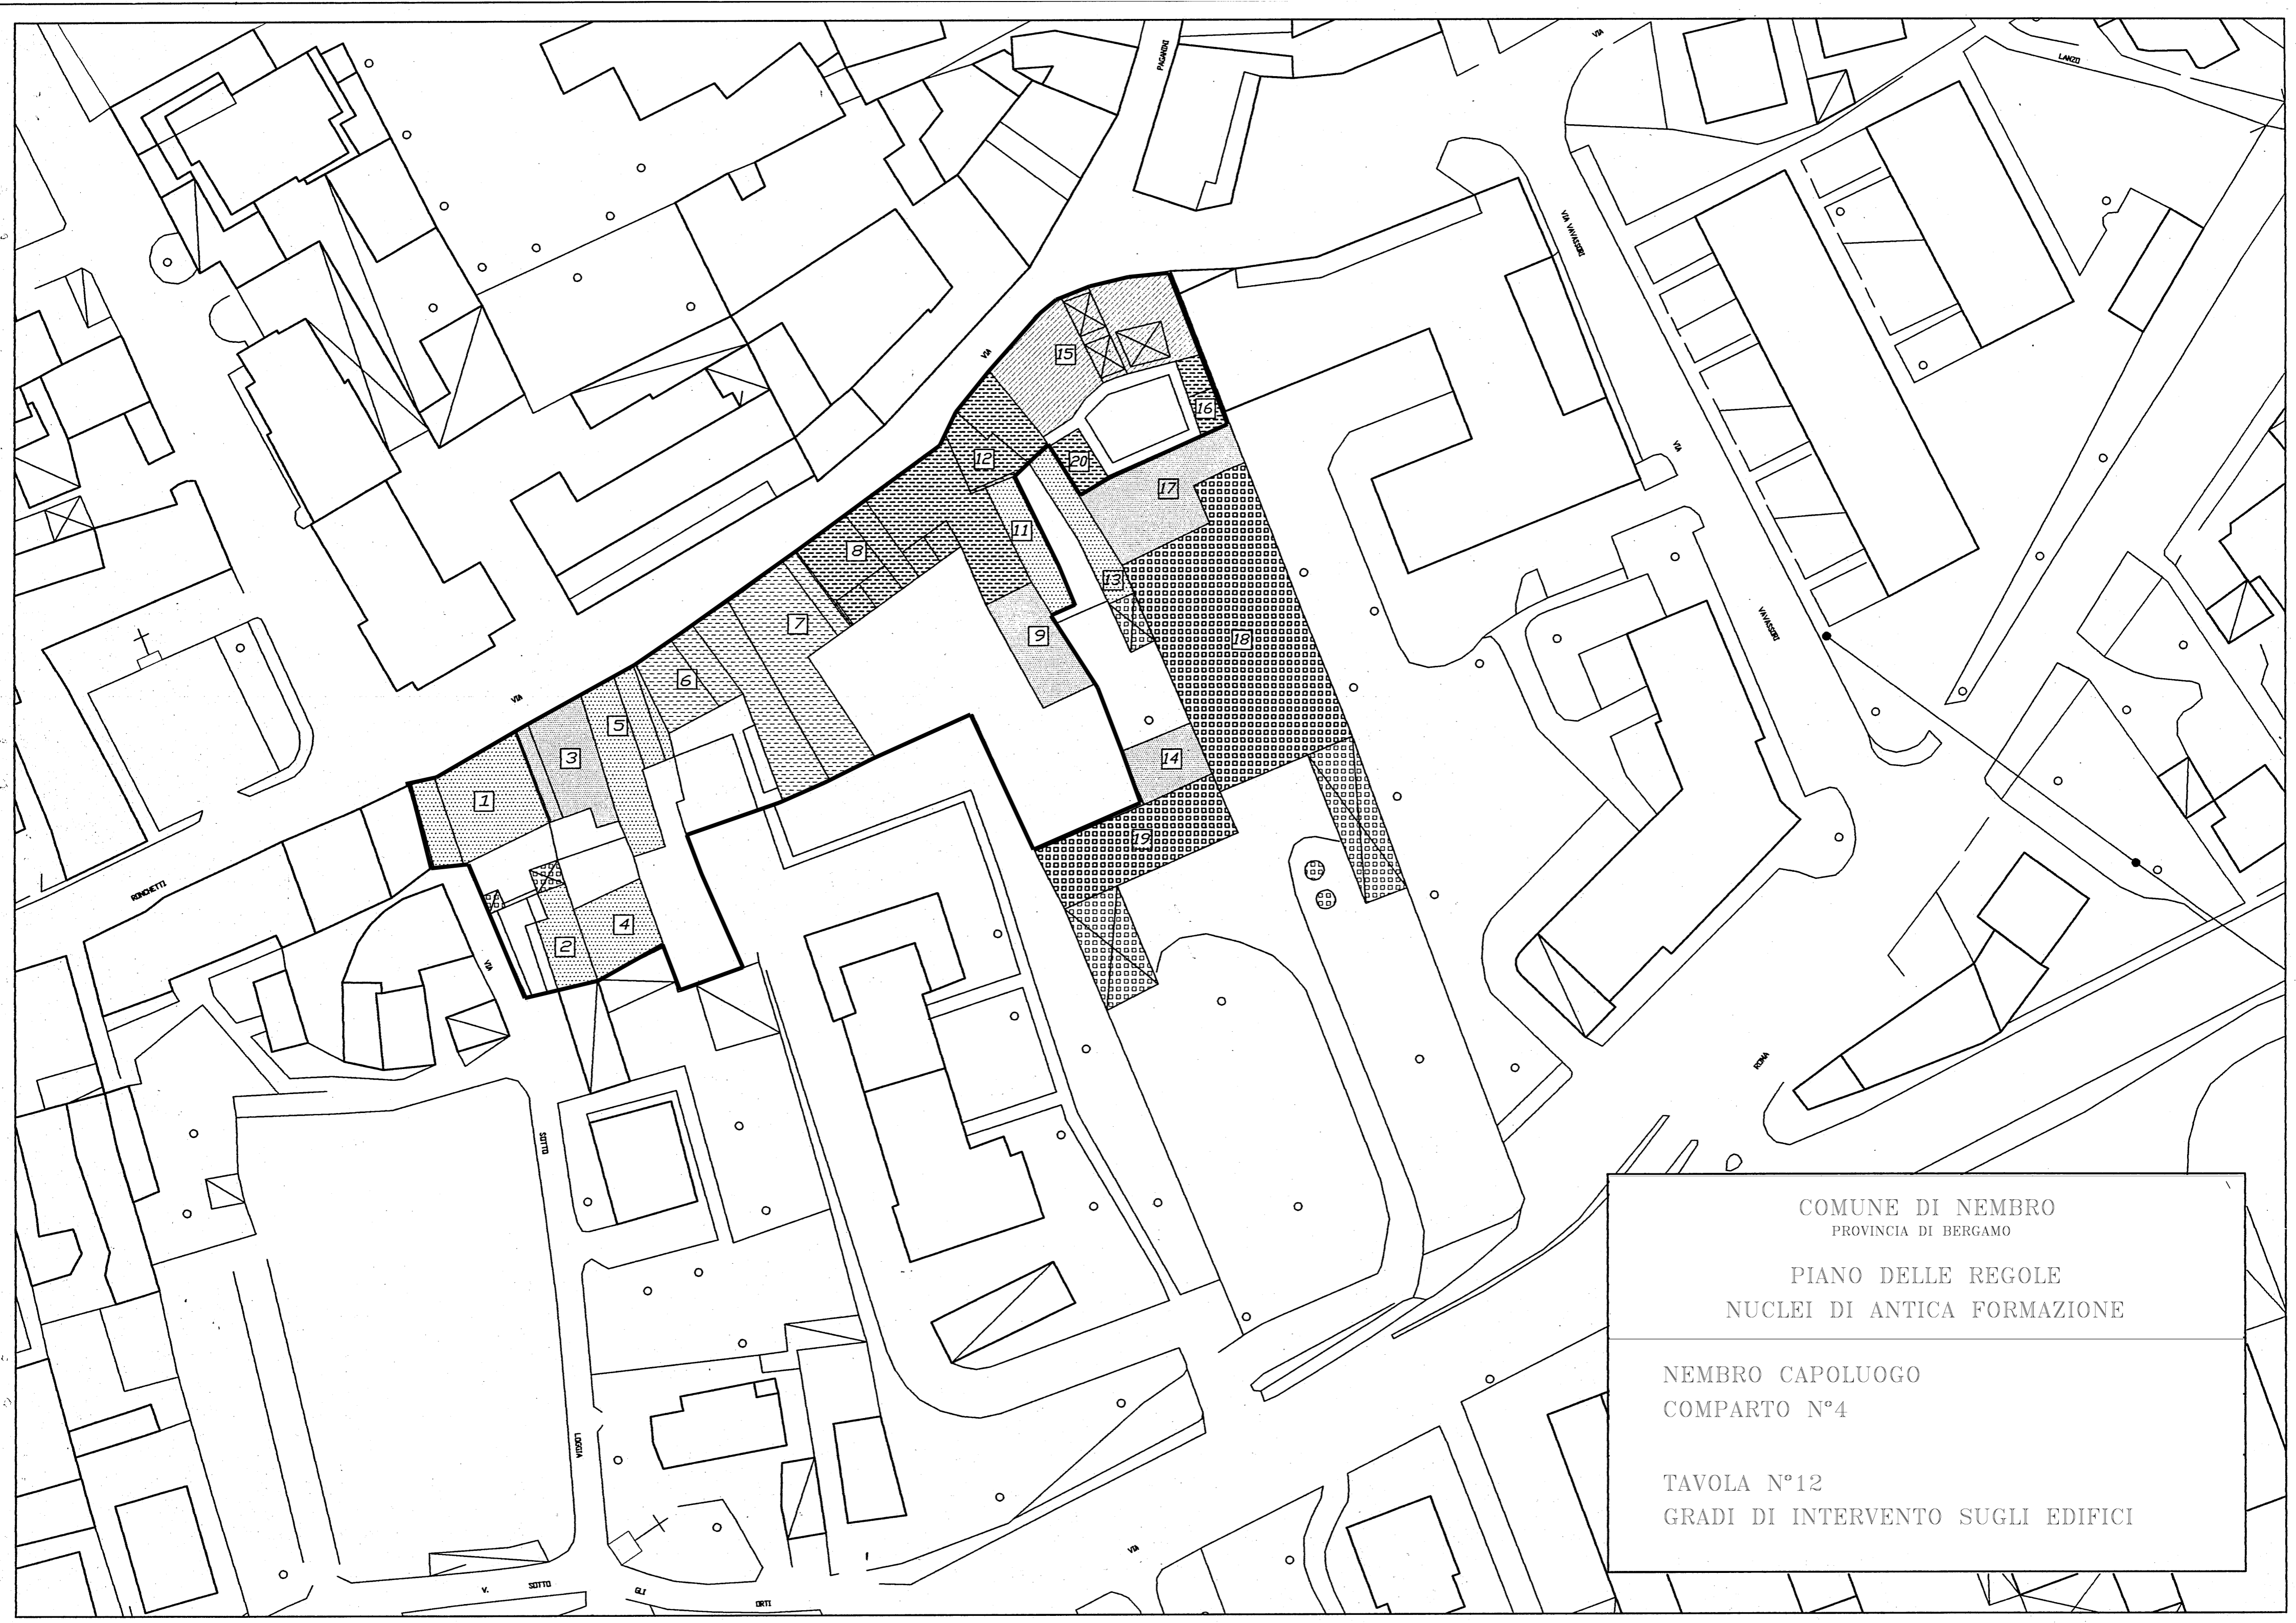 PAGANINI
VIA
LANZO
VIA VAVASSORI
VIA
15
16
12
20
17
VIA
11
8
13
7
9
18
VAVASSORI
6
VIA
5
3
14
1
19
RONCHETTI
4
2
VIA
ROMA
SOTTO
LOGGIA
VIA
V. SOTTO GLI ORTI
COMUNE DI NEMBRO
PROVINCIA DI BERGAMO
PIANO DELLE REGOLE
NUCLEI DI ANTICA FORMAZIONE
NEMBRO CAPOLUOGO
COMPARTO N°4
TAVOLA N°12
GRADI DI INTERVENTO SUGLI EDIFICI